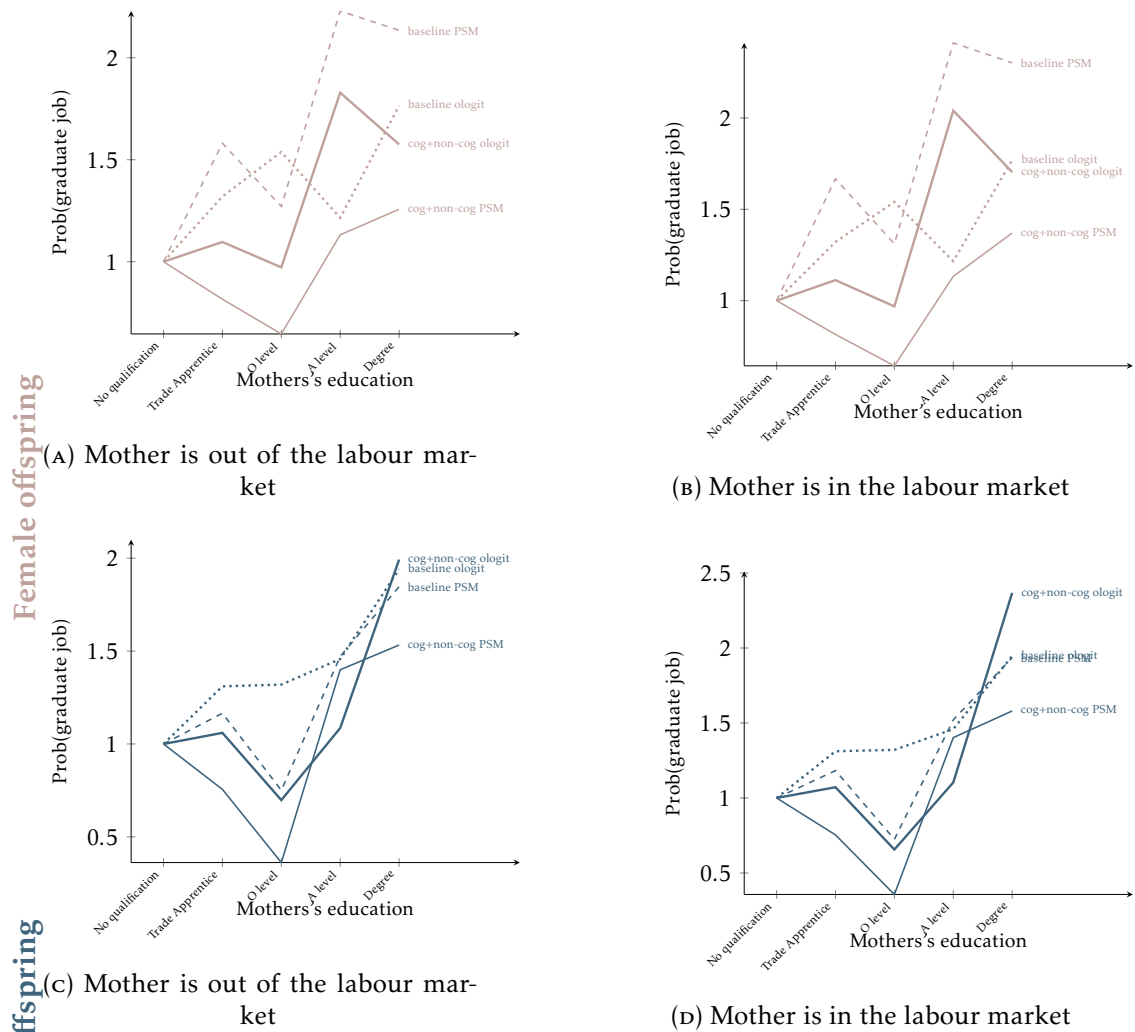 Female offspring
2
1.5
1
Prob(graduate job)
baseline PSM
baseline ologit
cog+non-cog ologit
cog+non-cog PSM
No qualification
Trade Apprentice
O level
A level
Degree
Mothers's education
(A) Mother is out of the labour mar-
ket
2
1.5
1
Prob(graduate job)
baseline PSM
baseline ologit
cog+non-cog ologit
cog+non-cog PSM
No qualification
Trade Apprentice
O level
A level
Degree
Mother's education
(B) Mother is in the labour market
ffspring
2
1.5
1
0.5
Prob(graduate job)
cog+non-cog ologit
baseline ologit
baseline PSM
cog+non-cog PSM
No qualification
Trade Apprentice
O level
A level
Degree
Mothers's education
(C) Mother is out of the labour mar-
ket
2.5
2
1.5
1
0.5
Prob(graduate job)
cog+non-cog ologit
baseline ologit
baseline PSM
cog+non-cog PSM
No qualification
Trade Apprentice
O level
A level
Degree
Mothers's education
(D) Mother is in the labour market